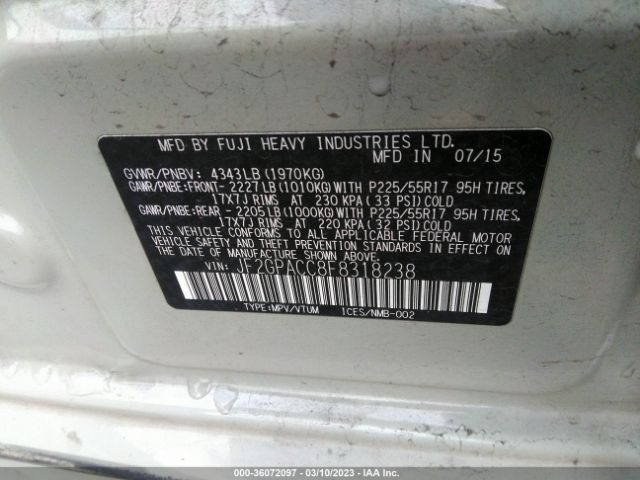 MFD BY FUJI HEAVY INDUSTRIES LTD.
MFD IN 07/15
GVWR/PNBV: 4343LB (1970KG)
GAWR/PNBE:FRONT- 2227LB (1010KG) WITH P225/55R17 95H TIRES,
17X7J RIMS AT 230 KPA (33 PSI) COLD
GAWR/PNBE:REAR - 2205LB (1000KG) WITH P225/55R17 95H TIRES,
17X7J RIMS AT 220 KPA (32 PSI) COLD
THIS VEHICLE CONFORMS TO ALL APPLICABLE FEDERAL MOTOR
VEHICLE SAFETY AND THEFT PREVENTION STANDARDS IN EFFECT ON
THE DATE OF MANUFACTURE SHOWN ABOVE.
VIN: JF2GPACC8F8318238
TYPE:MPV/VTUM ICES/NMB-002
000-36072097 - 03/10/2023 - IAA Inc.